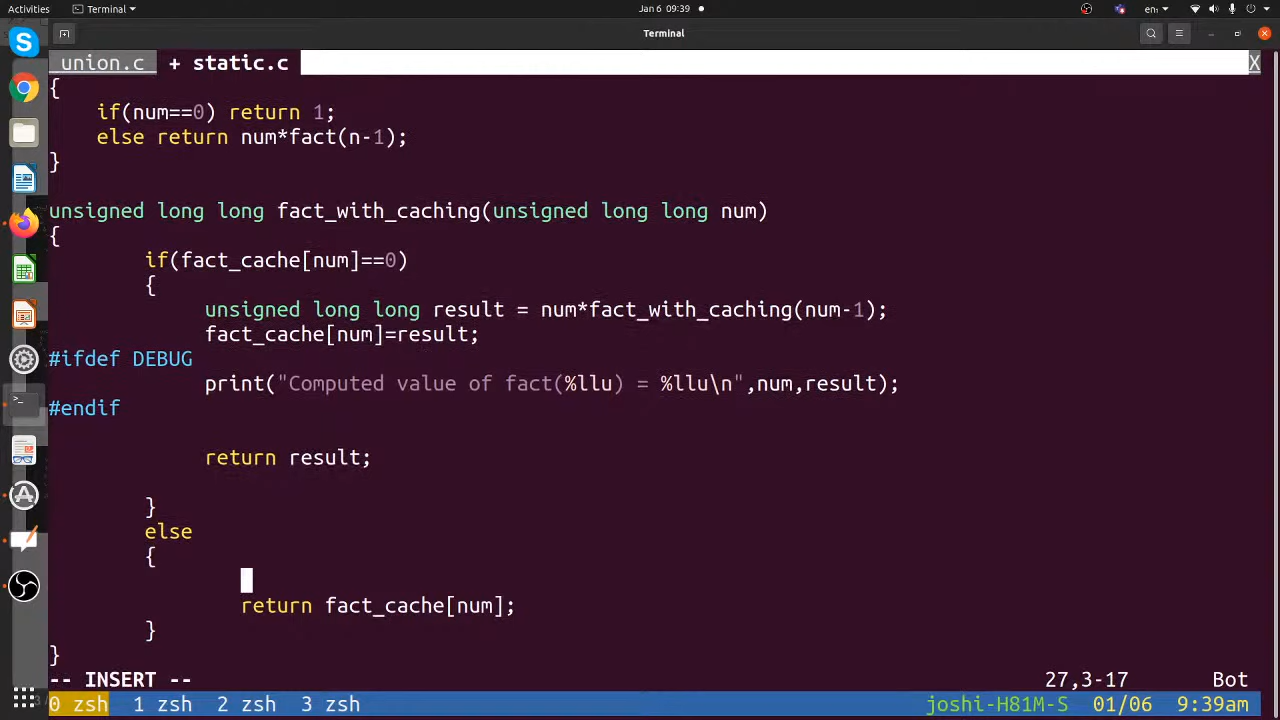 Activities
Terminal
Jan 6 09:39
en
Terminal
union.c + static.c X
{
if(num==0) return 1;
else return num*fact(n-1);
}
unsigned long long fact_with_caching(unsigned long long num)
{
if(fact_cache[num]==0)
{
unsigned long long result = num*fact_with_caching(num-1);
fact_cache[num]=result;
#ifdef DEBUG
print("Computed value of fact(%llu) = %llu\n",num,result);
#endif
return result;
}
else
{
return fact_cache[num];
}
}
-- INSERT -- 27,3-17 Bot
0 zsh 1 zsh 2 zsh 3 zsh joshi-H81M-S 01/06 9:39am